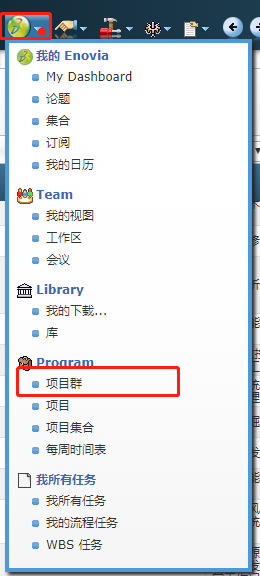 我的 Enovia
My Dashboard
论题
集合
订阅
我的日历
Team
我的视图
工作区
会议
Library
我的下载...
库
Program
项目群
项目
项目集合
每周时间表
我所有任务
我所有任务
我的流程任务
WBS 任务